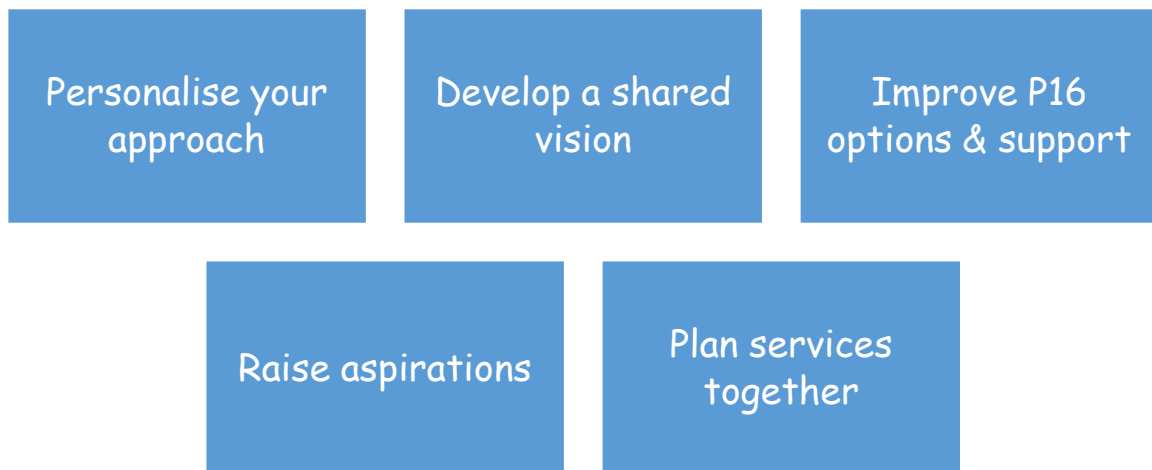 Personalise your
approach
Develop a shared
vision
Improve P16
options & support
Raise aspirations
Plan services
together